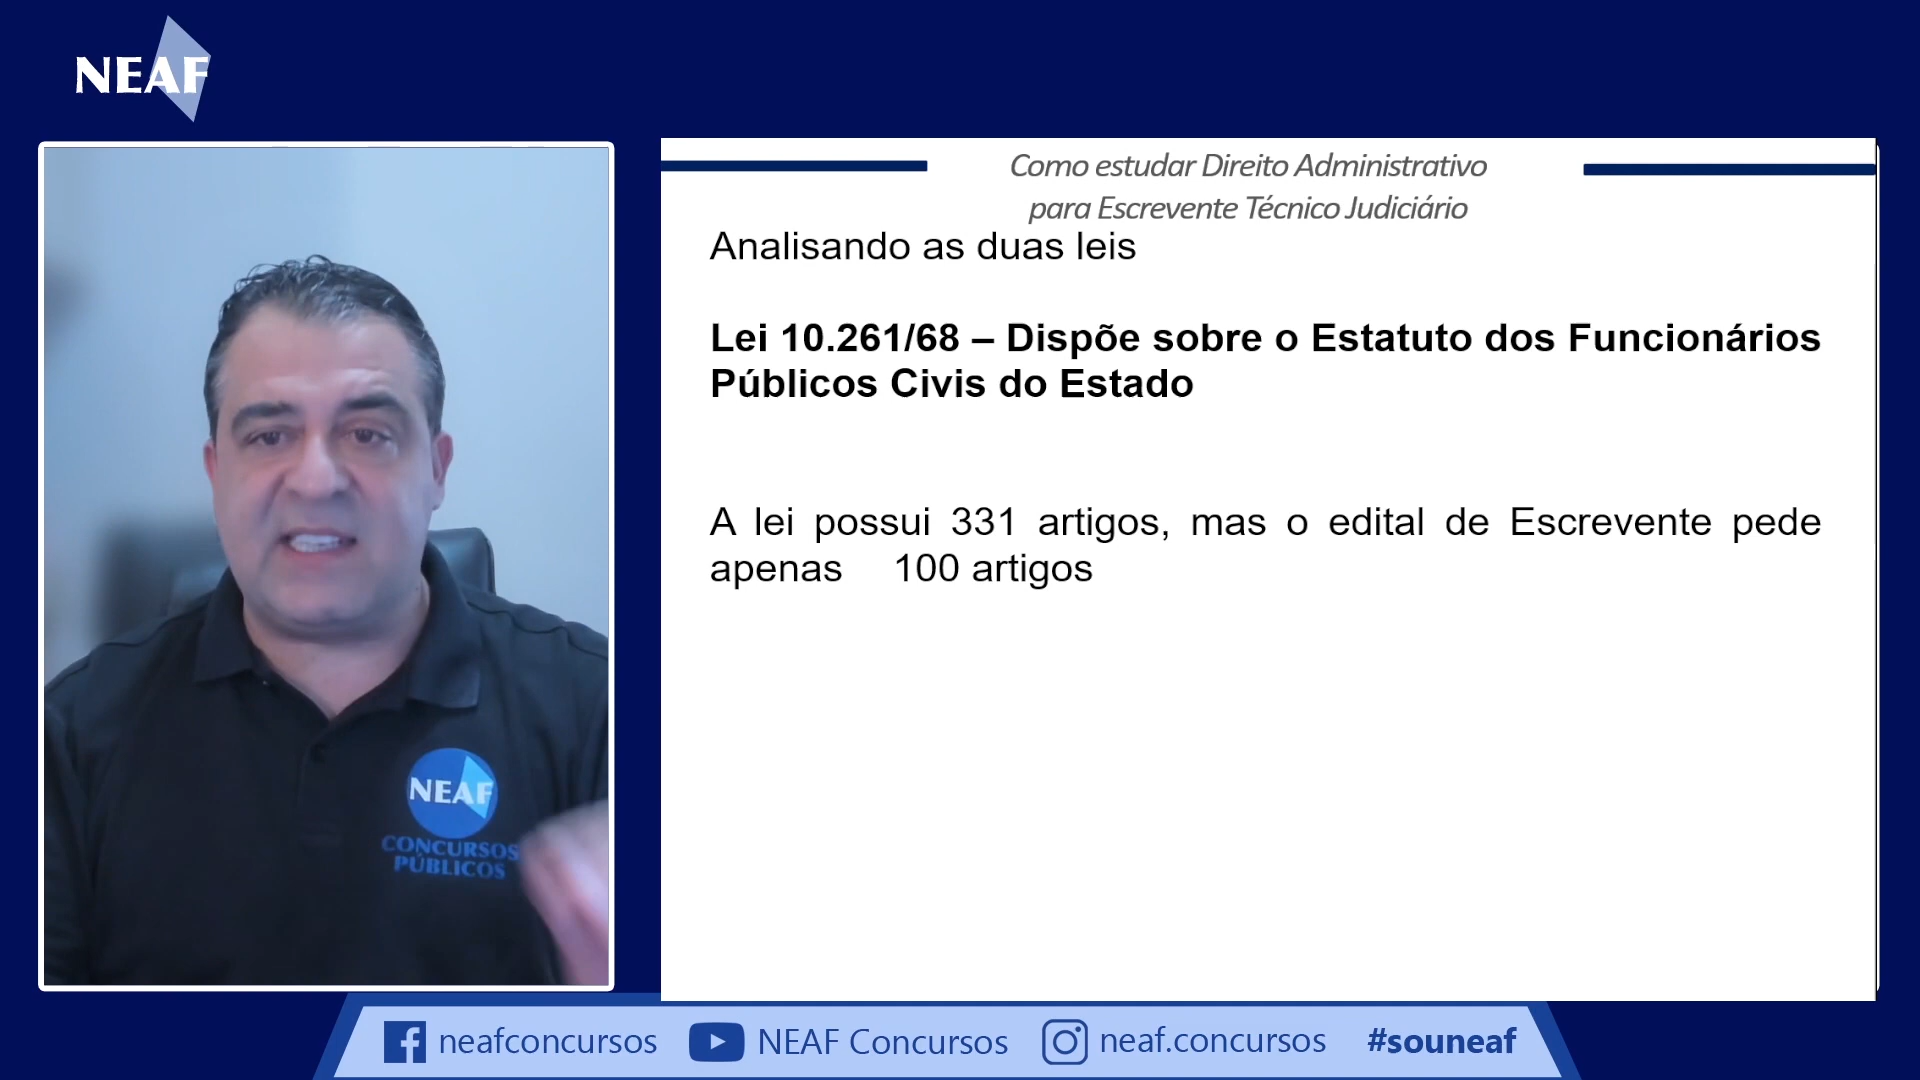 NEAF
Como estudar Direito Administrativo
para Escrevente Técnico Judiciário
Analisando as duas leis
Lei 10.261/68 – Dispõe sobre o Estatuto dos Funcionários
Públicos Civis do Estado
A lei possui 331 artigos, mas o edital de Escrevente pede
apenas 100 artigos
NEAF
CONCURSOS
PÚBLICOS
neafconcursos
NEAF Concursos
neaf.concursos
#souneaf